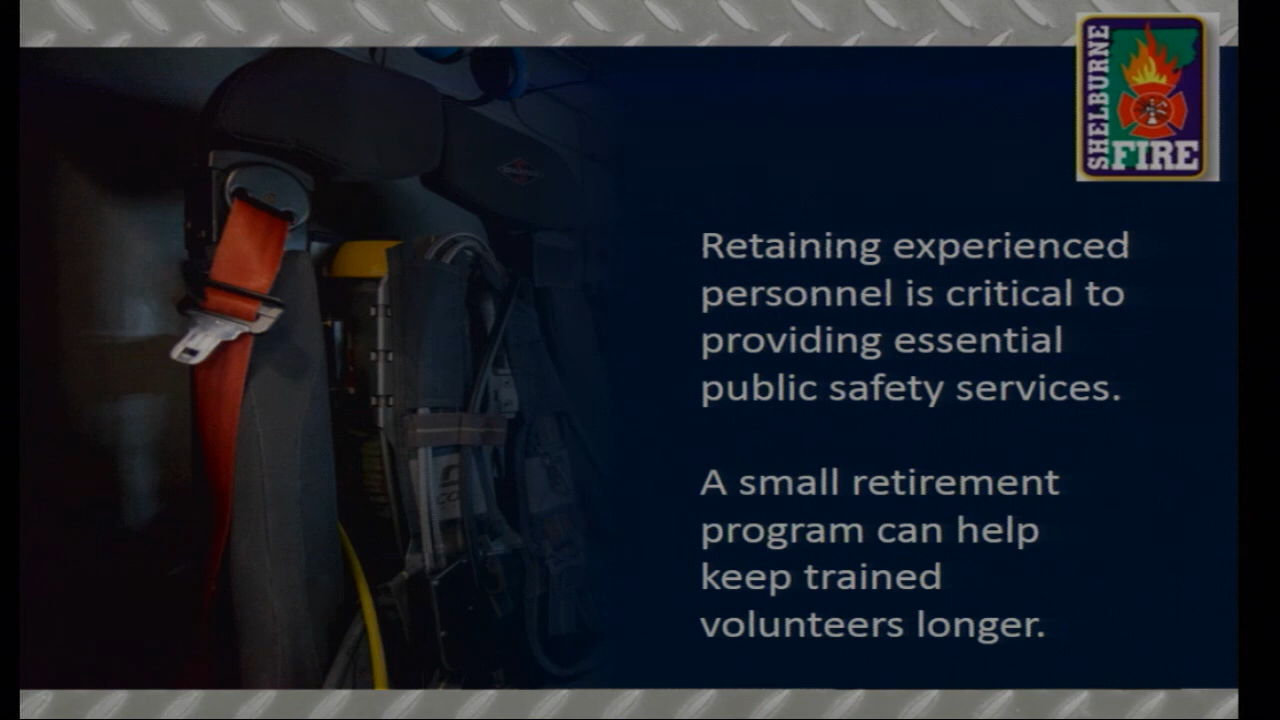 SHELBURNE
FIRE
Retaining experienced
personnel is critical to
providing essential
public safety services.
A small retirement
program can help
keep trained
volunteers longer.